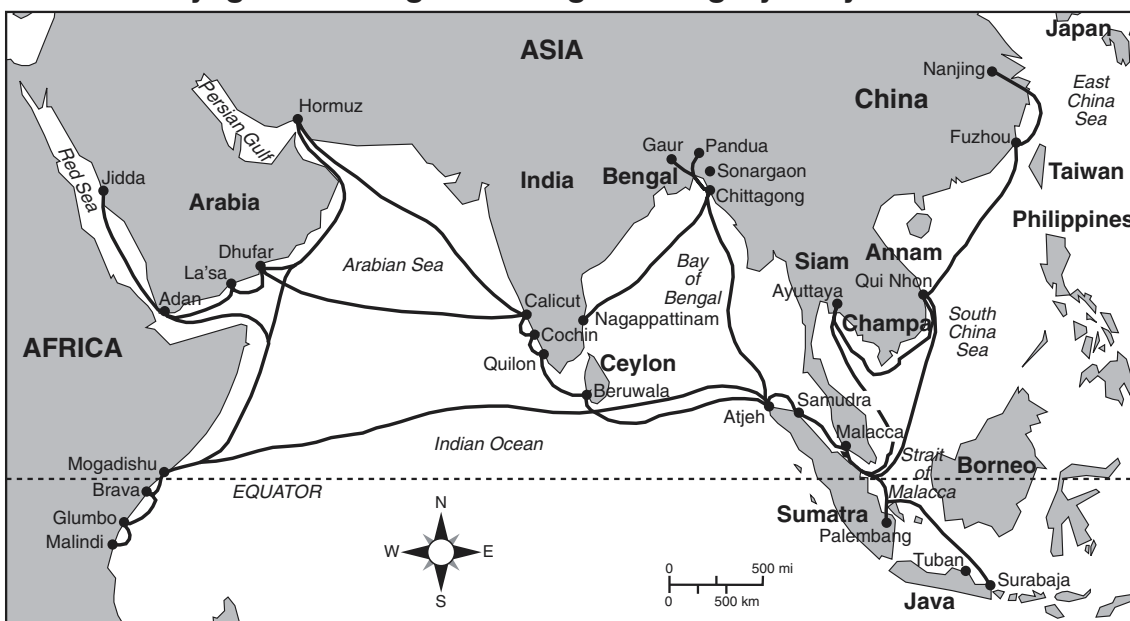 ASIA
Japan
Nanjing
East
China
Sea
China
Persian Gulf
Hormuz
Fuzhou
Gaur
Pandua
Red Sea
Jidda
India
Bengal
Sonargaon
Taiwan
Arabia
Chittagong
Philippines
Dhufar
Arabian Sea
Bay
of
Bengal
Siam
Annam
La'sa
Ayuttaya
Qui Nhon
Adan
Calicut
Nagappattinam
Champa
South
China
Sea
AFRICA
Cochin
Quilon
Ceylon
Beruwala
Atjeh
Samudra
Malacca
Indian Ocean
Strait
of
Malacca
Mogadishu
Borneo
Brava
EQUATOR
Glumbo
Malindi
N
W
E
S
Sumatra
Palembang
0
500 mi
0
500 km
Tuban
Surabaja
Java